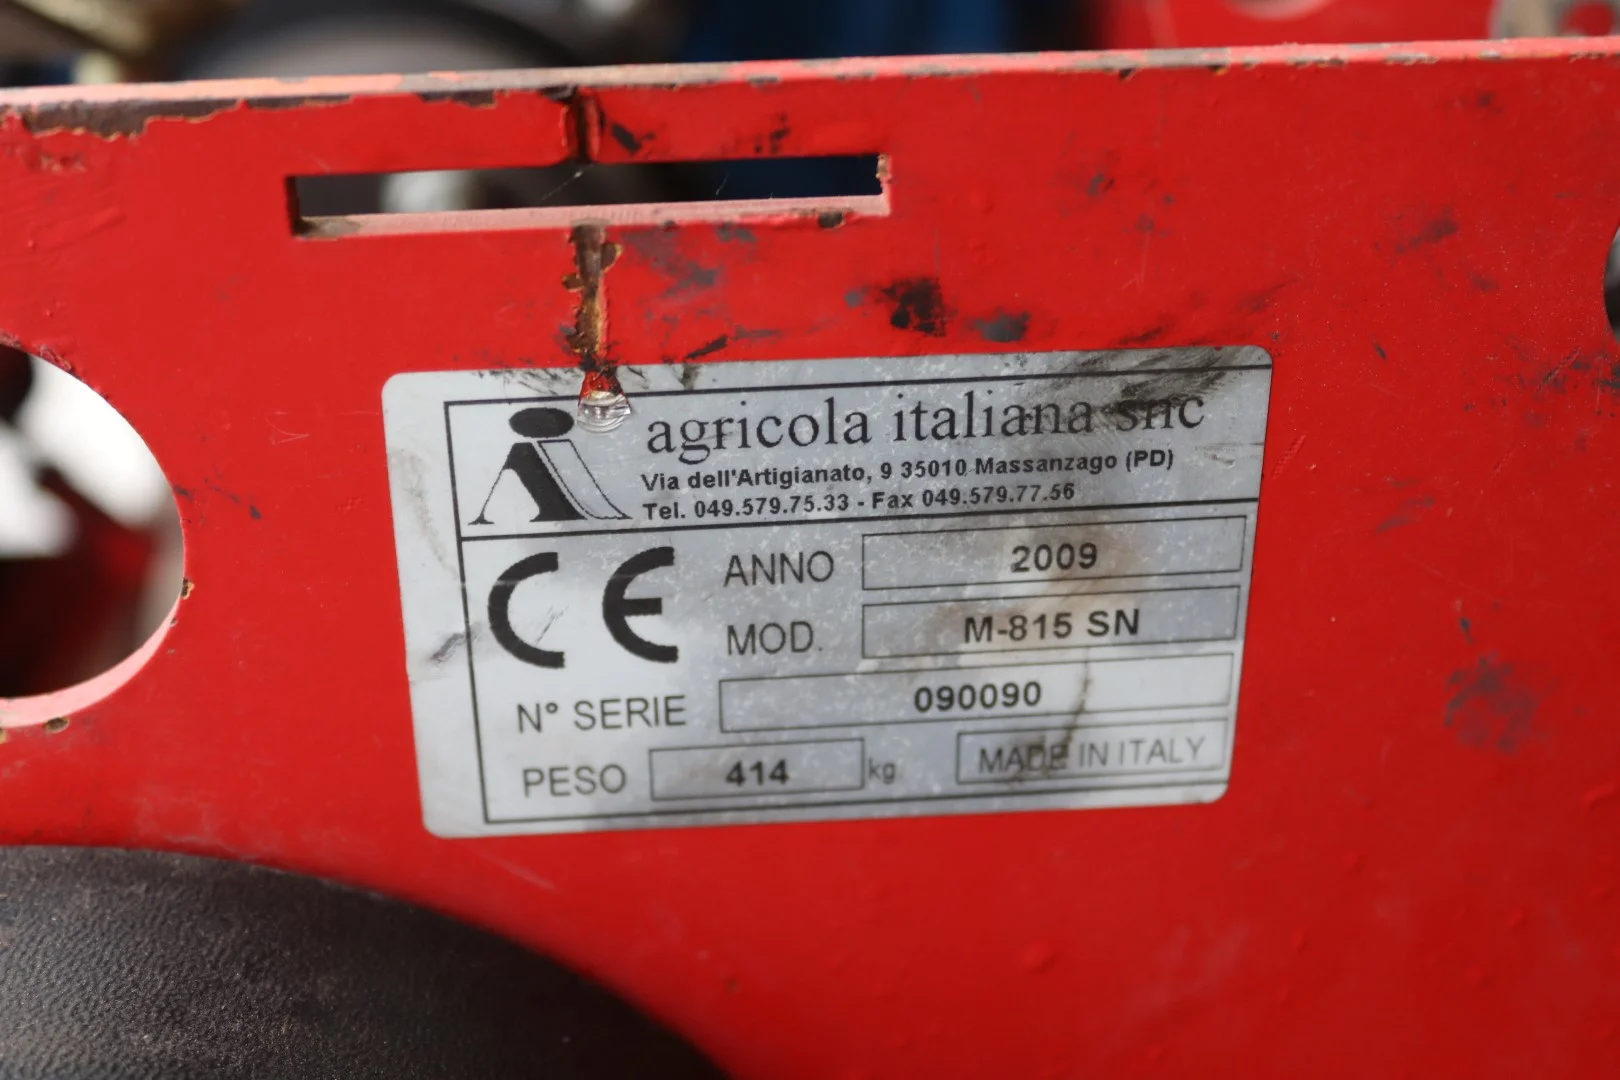 agricola italiana snc
Via dell'Artigianato, 9 35010 Massanzago (PD)
Tel. 049.579.75.33 - Fax 049.579.77.56
CE ANNO 2009
MOD. M-815 SN
N° SERIE 090090
PESO 414 kg MADE IN ITALY